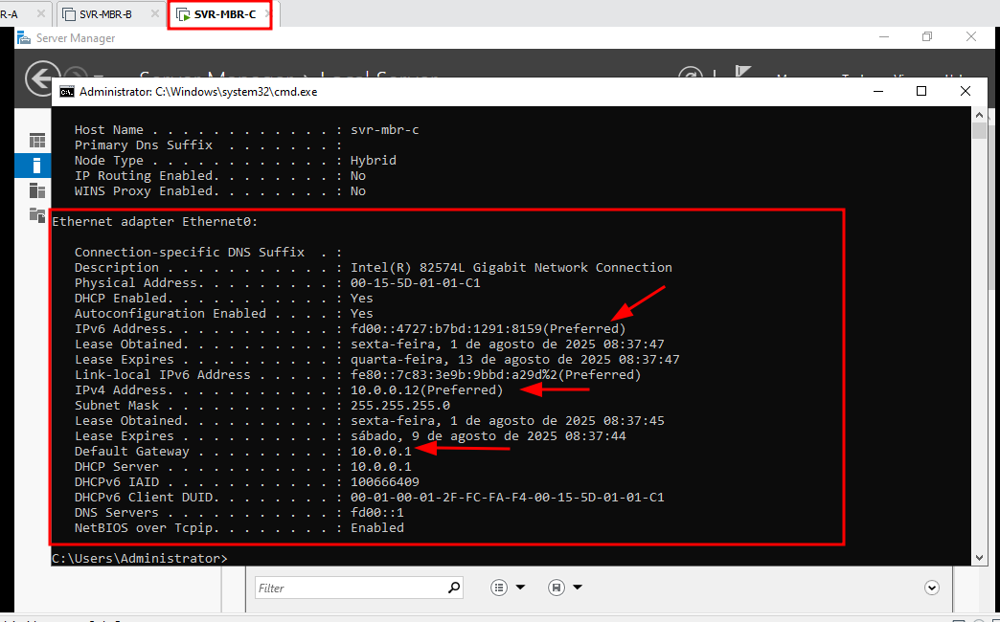 R-A
SVR-MBR-B
SVR-MBR-C
Server Manager
Administrator: C:\Windows\system32\cmd.exe
Host Name . . . . . . . . . . . . : svr-mbr-c
Primary Dns Suffix  . . . . . . . :
Node Type . . . . . . . . . . . . : Hybrid
IP Routing Enabled. . . . . . . . : No
WINS Proxy Enabled. . . . . . . . : No
Ethernet adapter Ethernet0:
Connection-specific DNS Suffix  . :
Description . . . . . . . . . . . : Intel(R) 82574L Gigabit Network Connection
Physical Address. . . . . . . . . : 00-15-5D-01-01-C1
DHCP Enabled. . . . . . . . . . . : Yes
Autoconfiguration Enabled . . . . : Yes
IPv6 Address. . . . . . . . . . . : fd00::4727:b7bd:1291:8159(Preferred)
Lease Obtained. . . . . . . . . . : sexta-feira, 1 de agosto de 2025 08:37:47
Lease Expires . . . . . . . . . . : quarta-feira, 13 de agosto de 2025 08:37:47
Link-local IPv6 Address . . . . . : fe80::7c83:3e9b:9bbd:a29d%2(Preferred)
IPv4 Address. . . . . . . . . . . : 10.0.0.12(Preferred)
Subnet Mask . . . . . . . . . . . : 255.255.255.0
Lease Obtained. . . . . . . . . . : sexta-feira, 1 de agosto de 2025 08:37:45
Lease Expires . . . . . . . . . . : sábado, 9 de agosto de 2025 08:37:44
Default Gateway . . . . . . . . . : 10.0.0.1
DHCP Server . . . . . . . . . . . : 10.0.0.1
DHCPv6 IAID . . . . . . . . . . . : 100666409
DHCPv6 Client DUID. . . . . . . . : 00-01-00-01-2F-FC-FA-F4-00-15-5D-01-01-C1
DNS Servers . . . . . . . . . . . : fd00::1
NetBIOS over Tcpip. . . . . . . . : Enabled
C:\Users\Administrator>
Filter